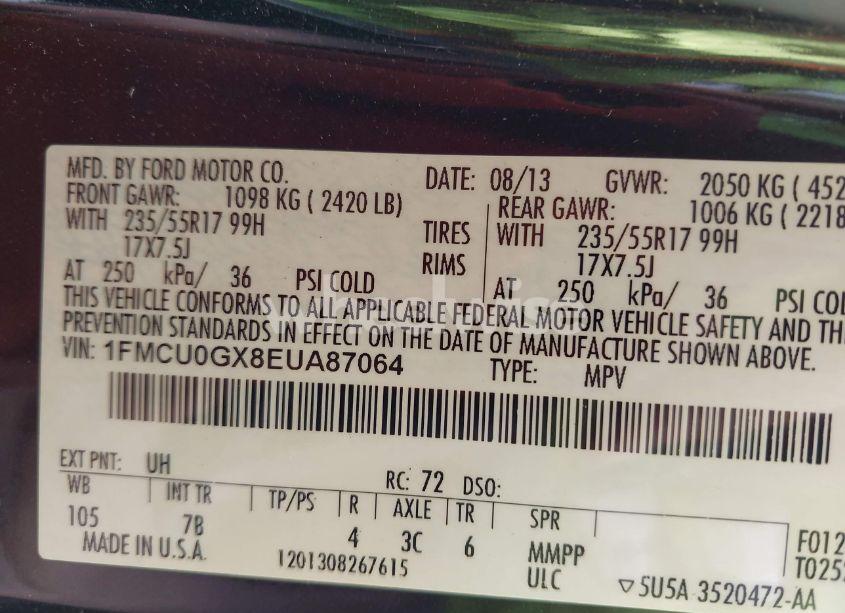 MFD. BY FORD MOTOR CO. DATE: 08/13 GVWR: 2050 KG ( 452
FRONT GAWR: 1098 KG ( 2420 LB) REAR GAWR: 1006 KG ( 2218
WITH 235/55R17 99H TIRES WITH 235/55R17 99H
17X7.5J RIMS 17X7.5J
AT 250 kPa/ 36 PSI COLD AT 250 kPa/ 36 PSI COL
THIS VEHICLE CONFORMS TO ALL APPLICABLE FEDERAL MOTOR VEHICLE SAFETY AND THE
PREVENTION STANDARDS IN EFFECT ON THE DATE OF MANUFACTURE SHOWN ABOVE.
VIN: 1FMCU0GX8EUA87064 TYPE: MPV
EXT PNT: UH RC: 72 DSO:
WB INT TR TP/PS R AXLE TR SPR
105 7B 4 3C 6 MMPP F012
MADE IN U.S.A. 1201308267615 ULC T025
▽5U5A 3520472-AA